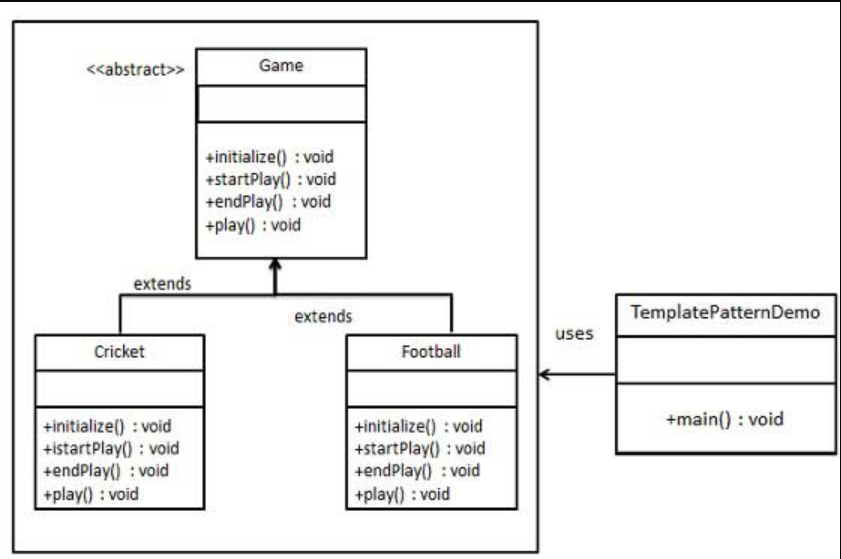 <<abstract>>
Game
+initialize() : void
+startPlay() : void
+endPlay() : void
+play() : void
extends
extends
Cricket
+initialize() : void
+istartPlay() : void
+endPlay() : void
+play() : void
Football
+initialize() : void
+startPlay() : void
+endPlay() : void
+play() : void
uses
TemplatePatternDemo
+main() : void